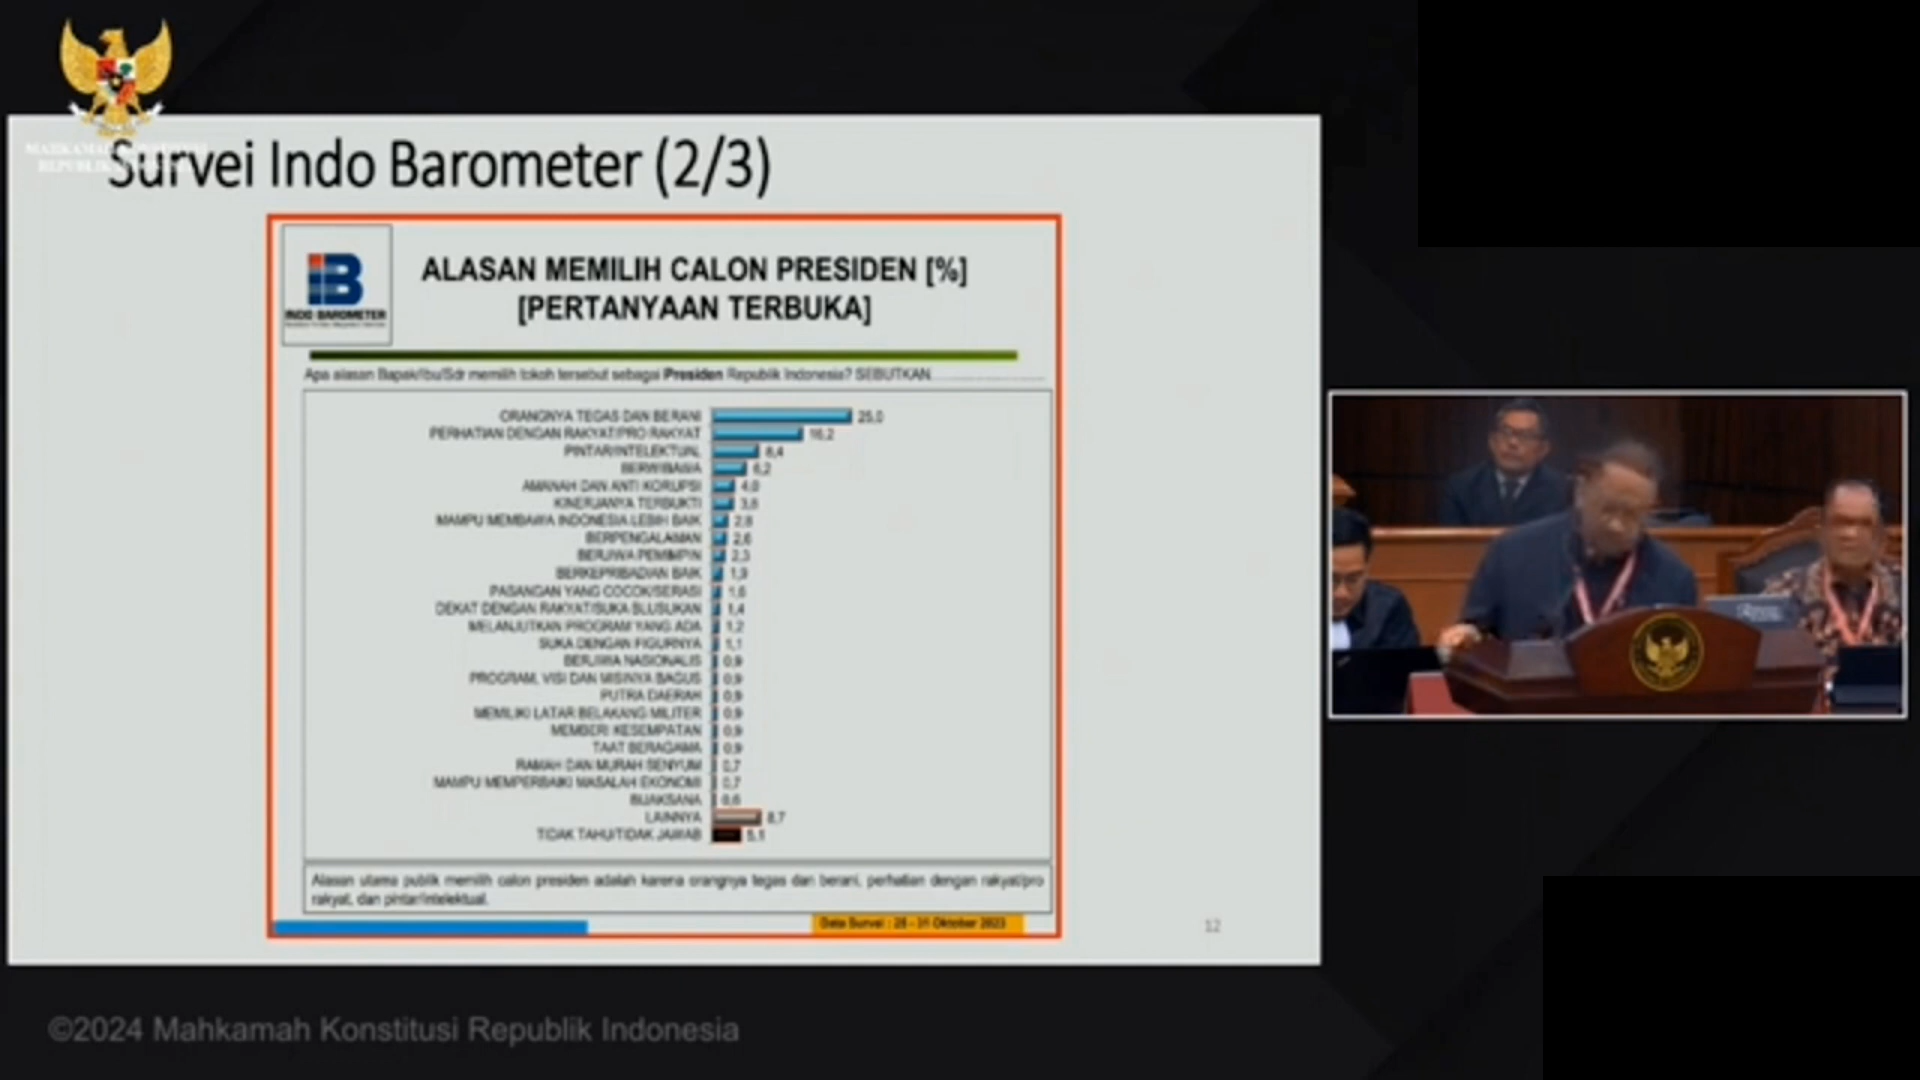 MAHKAMAH KONSTITUSI
REPUBLIK INDONESIA
Survei Indo Barometer (2/3)
INDO BAROMETER
ALASAN MEMILIH CALON PRESIDEN [%]
[PERTANYAAN TERBUKA]
Apa alasan Bapak/Ibu/Sdr memilih tokoh tersebut sebagai Presiden Republik Indonesia? SEBUTKAN
ORANGNYA TEGAS DAN BERANI 25,0
PERHATIAN DENGAN RAKYAT/PRO RAKYAT 16,2
PINTAR/INTELEKTUAL 8,4
BERWIBAWA 6,2
AMANAH DAN ANTI KORUPSI 4,0
KINERJANYA TERBUKTI 3,6
MAMPU MEMBAWA INDONESIA LEBIH BAIK 2,8
BERPENGALAMAN 2,6
BERJIWA PEMIMPIN 2,3
BERKEPRIBADIAN BAIK 1,9
PASANGAN YANG COCOK/SERASI 1,6
DEKAT DENGAN RAKYAT/SUKA BLUSUKAN 1,4
MELANJUTKAN PROGRAM YANG ADA 1,2
SUKA DENGAN FIGURNYA 1,1
BERJIWA NASIONALIS 0,9
PROGRAM, VISI DAN MISINYA BAGUS 0,9
PUTRA DAERAH 0,9
MEMILIKI LATAR BELAKANG MILITER 0,9
MEMBERI KESEMPATAN 0,9
TAAT BERAGAMA 0,9
RAMAH DAN MURAH SENYUM 0,7
MAMPU MEMPERBAIKI MASALAH EKONOMI 0,7
BIJAKSANA 0,6
LAINNYA 8,7
TIDAK TAHU/TIDAK JAWAB 5,1
Alasan utama publik memilih calon presiden adalah karena orangnya tegas dan berani, perhatian dengan rakyat/pro
rakyat, dan pintar/intelektual.
Data Survei : 25 - 31 Oktober 2023
12
©2024 Mahkamah Konstitusi Republik Indonesia